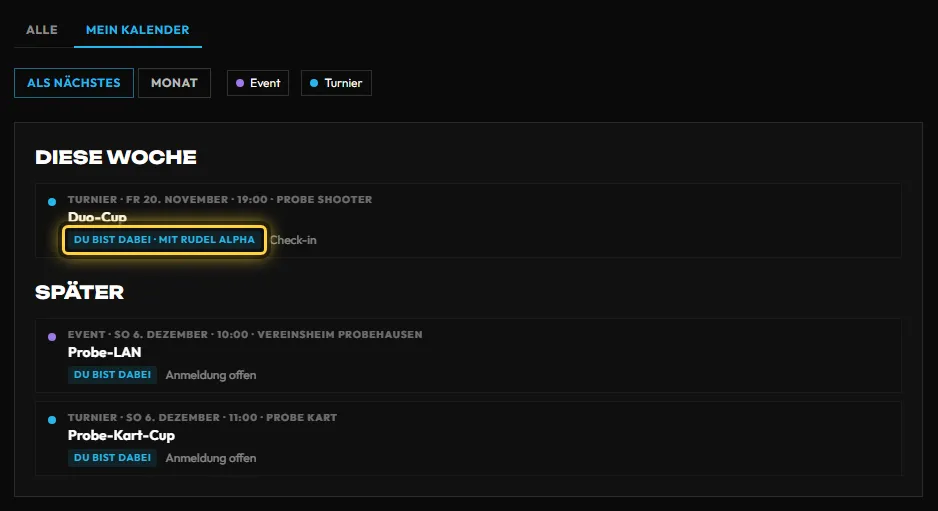 ALLE MEIN KALENDER
ALS NÄCHSTES MONAT Event Turnier
DIESE WOCHE
TURNIER · FR 20. NOVEMBER · 19:00 · PROBE SHOOTER
Duo-Cup
DU BIST DABEI · MIT RUDEL ALPHA Check-in
SPÄTER
EVENT · SO 6. DEZEMBER · 10:00 · VEREINSHEIM PROBEHAUSEN
Probe-LAN
DU BIST DABEI Anmeldung offen
TURNIER · SO 6. DEZEMBER · 11:00 · PROBE KART
Probe-Kart-Cup
DU BIST DABEI Anmeldung offen